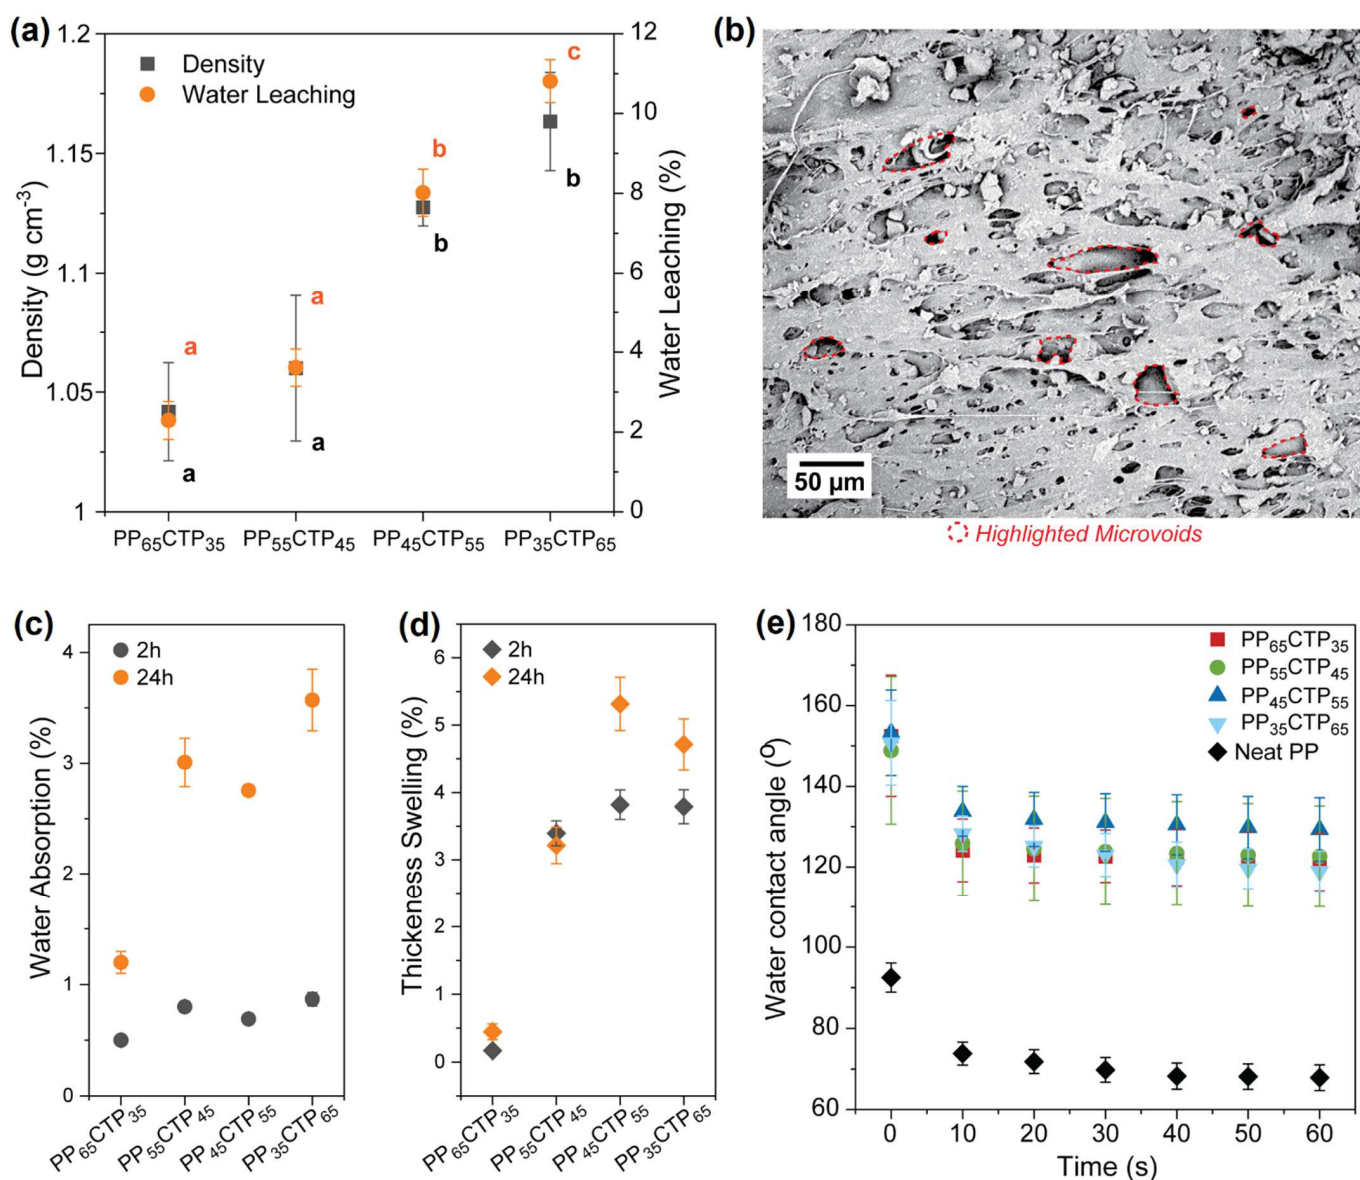 (a)
1.2
1.15
1.1
1.05
1
Density (g cm⁻³)
Density
Water Leaching
a
a
a
a
b
b
c
b
12
10
8
6
4
2
0
Water Leaching (%)
PP₆₅CTP₃₅ PP₅₅CTP₄₅ PP₄₅CTP₅₅ PP₃₅CTP₆₅
(b)
50 µm
Highlighted Microvoids
(c)
2h
24h
4
3
2
1
0
Water Absorption (%)
PP₆₅CTP₃₅
PP₅₅CTP₄₅
PP₄₅CTP₅₅
PP₃₅CTP₆₅
(d)
2h
24h
6
5
4
3
2
1
0
Thickeness Swelling (%)
PP₆₅CTP₃₅
PP₅₅CTP₄₅
PP₄₅CTP₅₅
PP₃₅CTP₆₅
(e)
180
160
140
120
100
80
60
Water contact angle (º)
PP₆₅CTP₃₅
PP₅₅CTP₄₅
PP₄₅CTP₅₅
PP₃₅CTP₆₅
Neat PP
0 10 20 30 40 50 60
Time (s)